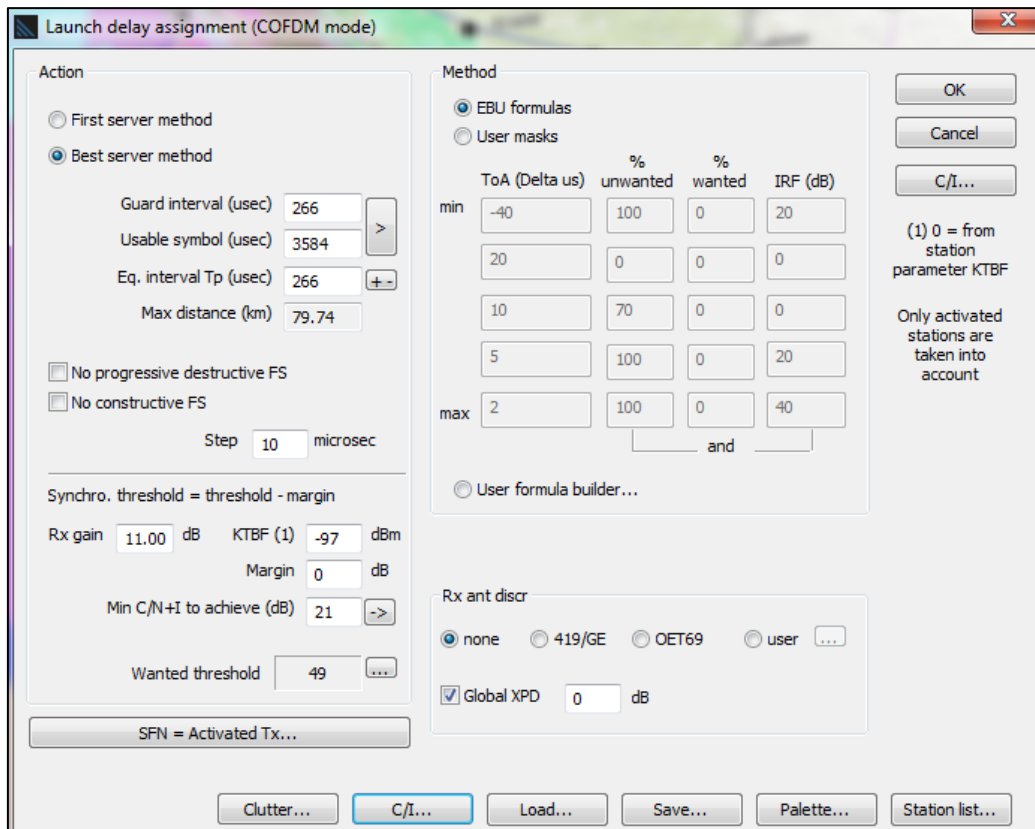 Launch delay assignment (COFDM mode)
X
Action
First server method
Best server method
Guard interval (usec) 266
>
Usable symbol (usec) 3584
Eq. interval Tp (usec) 266 + -
Max distance (km) 79.74
No progressive destructive FS
No constructive FS
Step 10 microsec
Synchro. threshold = threshold - margin
Rx gain 11.00 dB KTBF (1) -97 dBm
Margin 0 dB
Min C/N+I to achieve (dB) 21 ->
Wanted threshold 49 ...
SFN = Activated Tx...
Method
EBU formulas
User masks
ToA (Delta us) % unwanted % wanted IRF (dB)
min -40 100 0 20
20 0 0 0
10 70 0 0
5 100 0 20
max 2 100 0 40
and
User formula builder...
Rx ant discr
none 419/GE OET69 user ...
Global XPD 0 dB
OK
Cancel
C/I...
(1) 0 = from
station
parameter KTBF
Only activated
stations are
taken into
account
Clutter... C/I... Load... Save... Palette... Station list...